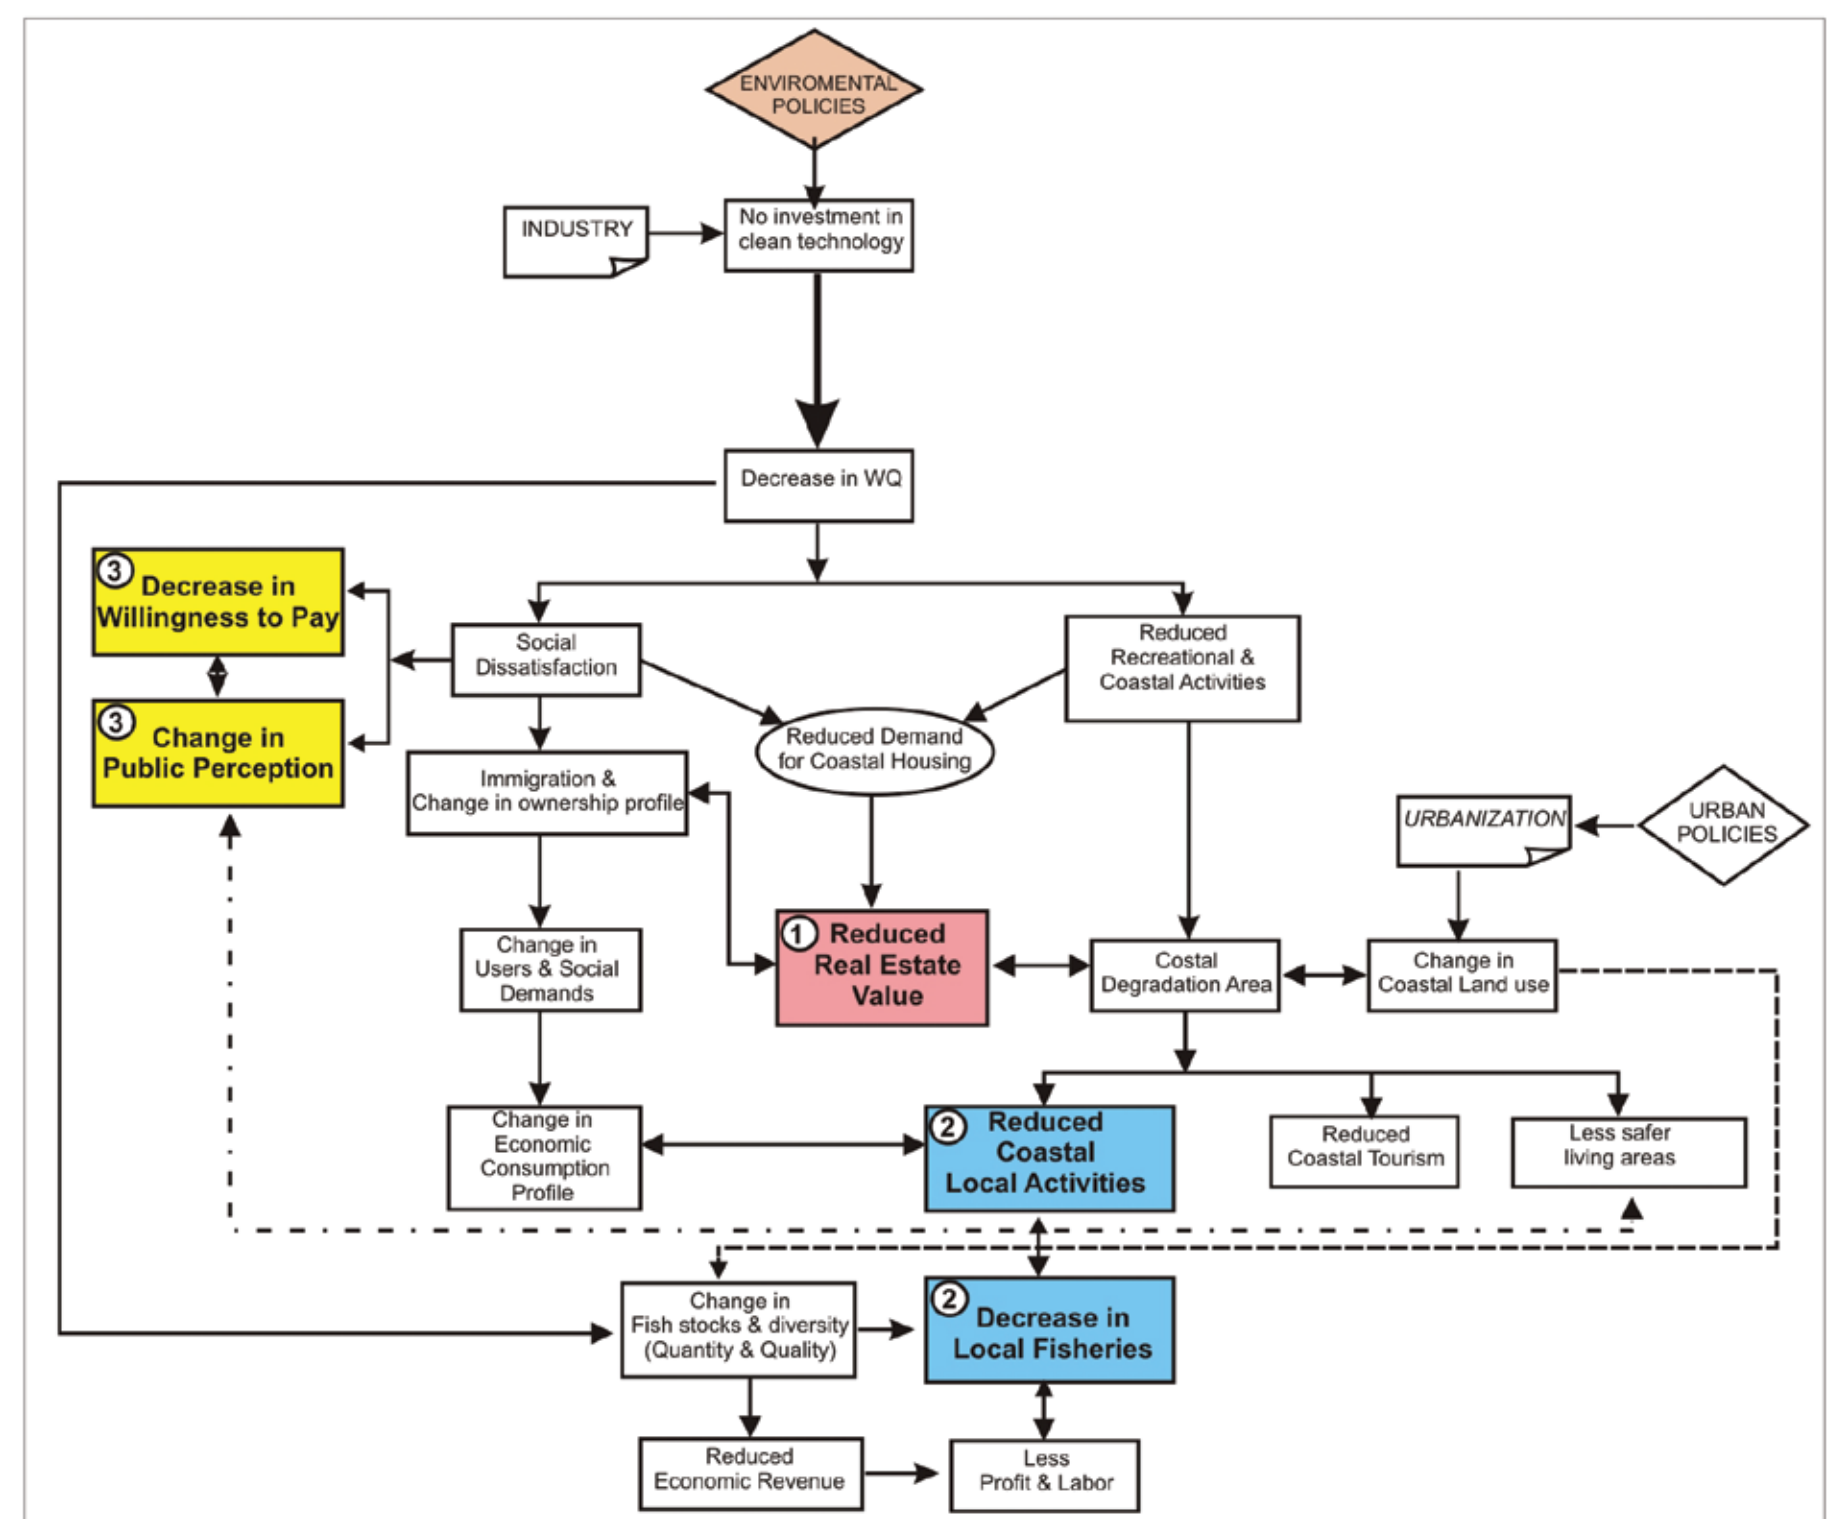 ENVIROMENTAL
POLICIES
INDUSTRY
No investment in
clean technology
Decrease in WQ
3
Decrease in
Willingness to Pay
Social
Dissatisfaction
Reduced
Recreational &
Coastal Activities
3
Change in
Public Perception
Immigration &
Change in ownership profile
Reduced Demand
for Coastal Housing
URBANIZATION
URBAN
POLICIES
Change in
Users & Social
Demands
1
Reduced
Real Estate
Value
Costal
Degradation Area
Change in
Coastal Land use
Change in
Economic
Consumption
Profile
2
Reduced
Coastal
Local Activities
Reduced
Coastal Tourism
Less safer
living areas
Change in
Fish stocks & diversity
(Quantity & Quality)
2
Decrease in
Local Fisheries
Reduced
Economic Revenue
Less
Profit & Labor